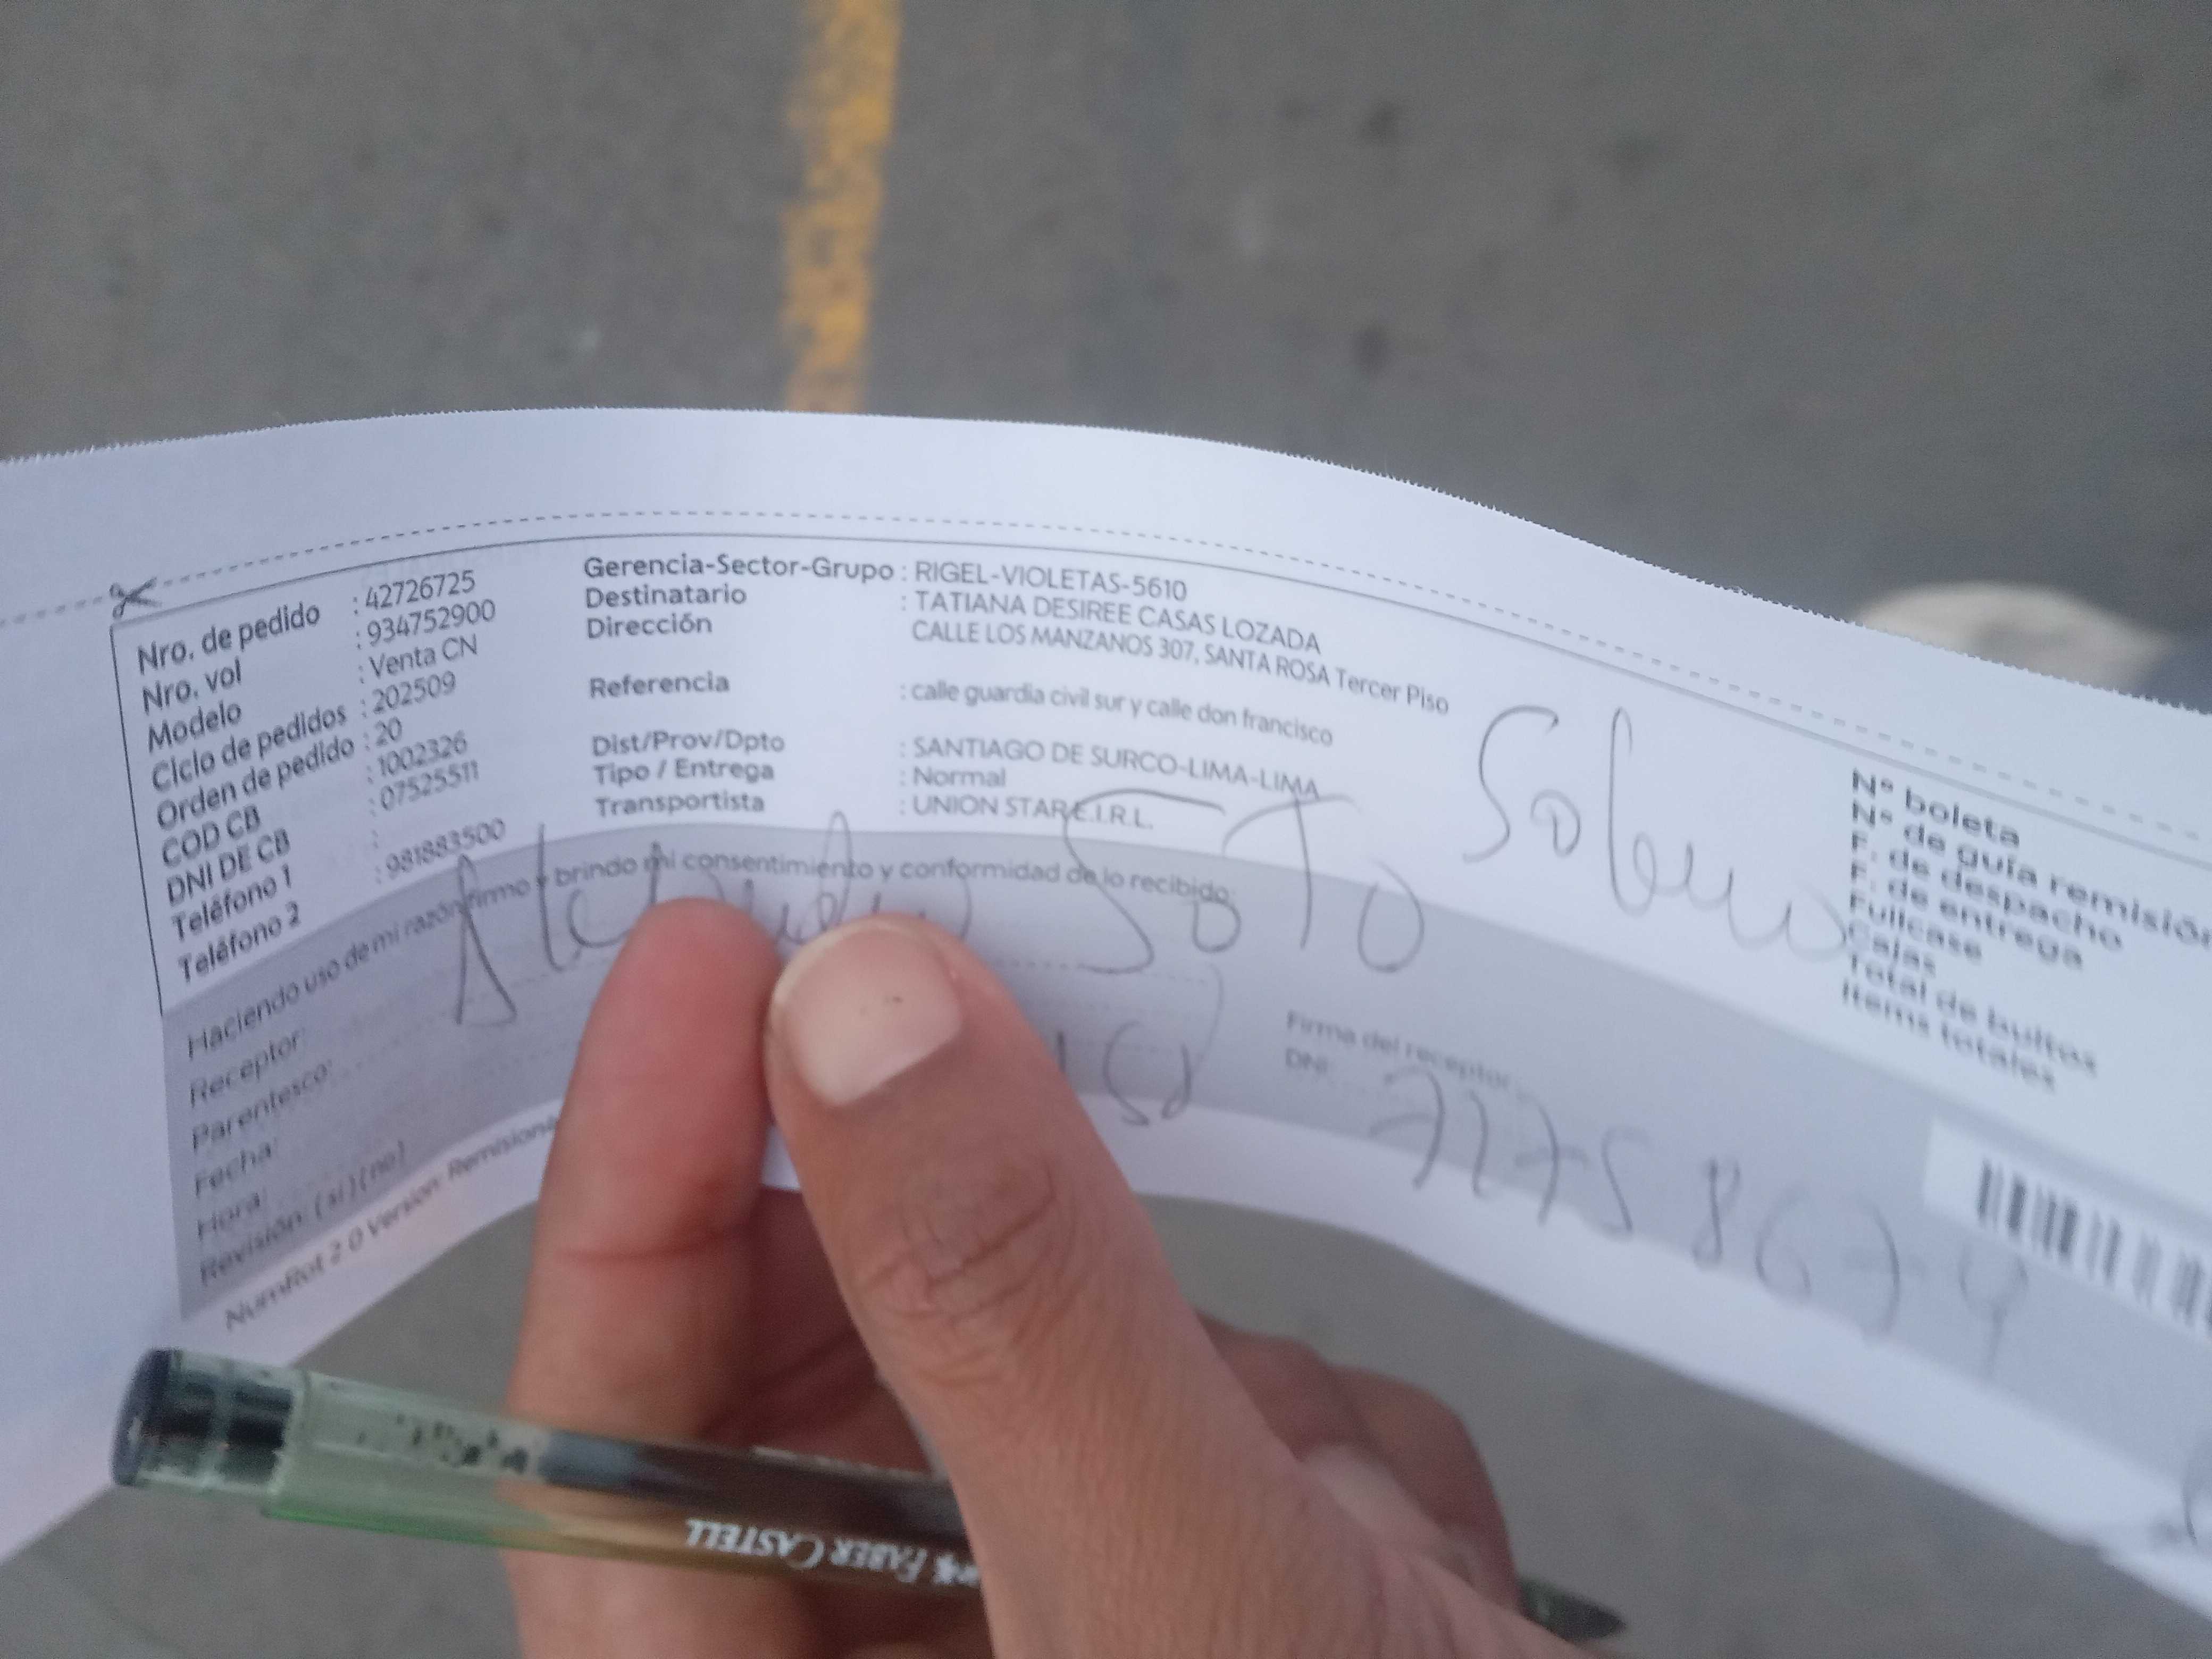 Nro. de pedido : 42726725
Nro. vol : 934752900
Modelo : Venta CN
Ciclo de pedidos : 202509
Orden de pedido : 20
COD CB : 1002326
DNI DE CB : 07525511
Teléfono 1 :
Teléfono 2 : 981883500
Gerencia-Sector-Grupo : RIGEL-VIOLETAS-5610
Destinatario : TATIANA DESIREE CASAS LOZADA
Dirección CALLE LOS MANZANOS 307, SANTA ROSA Tercer Piso
Referencia : calle guardia civil sur y calle don francisco
Dist/Prov/Dpto : SANTIAGO DE SURCO-LIMA-LIMA
Tipo / Entrega : Normal
Transportista : UNION STAR E.I.R.L.
Nº boleta
Nº de guía remisión
F. de despacho
F. de entrega
Fullcase
Cajas
Total de bultos
Items totales
Haciendo uso de mi razón firmo y brindo mi consentimiento y conformidad de lo recibido:
Receptor: SOTO
Parentesco:
Fecha:
Hora:
Revisión: (si) (no)
Firma del receptor
DNI:
NumRot 2 0 Version:
FABER CASTELL